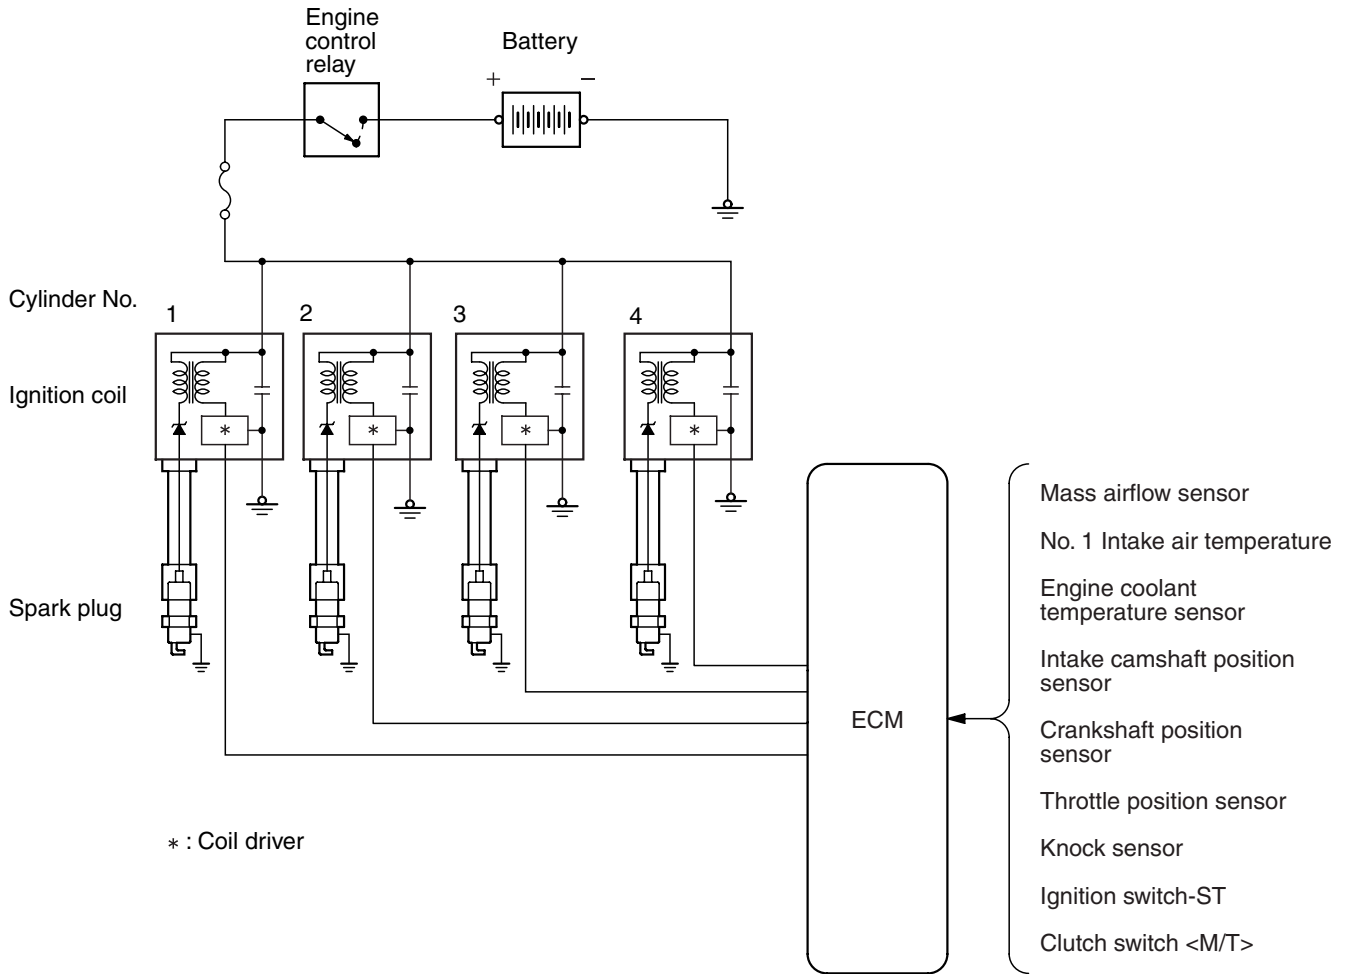 Engine
control
relay
Battery
+ −
Cylinder No.
1 2 3 4
Ignition coil
* * * *
Spark plug
ECM
Mass airflow sensor
No. 1 Intake air temperature
Engine coolant
temperature sensor
Intake camshaft position
sensor
Crankshaft position
sensor
Throttle position sensor
Knock sensor
Ignition switch-ST
Clutch switch <M/T>
* : Coil driver